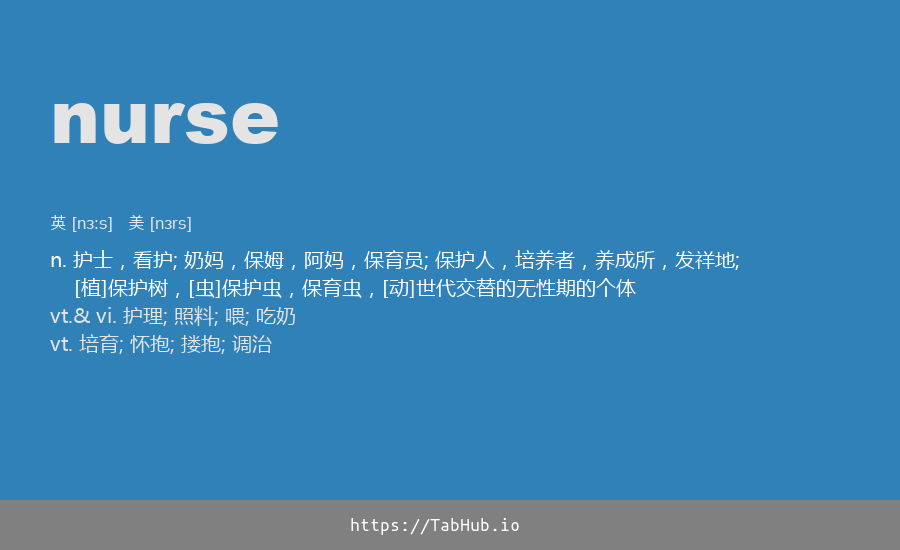 nurse
英 [nɜ:s] 美 [nɜrs]
n. 护士，看护; 奶妈，保姆，阿妈，保育员; 保护人，培养者，养成所，发祥地;
[植]保护树，[虫]保护虫，保育虫，[动]世代交替的无性期的个体
vt.& vi. 护理; 照料; 喂; 吃奶
vt. 培育; 怀抱; 搂抱; 调治
https://TabHub.io